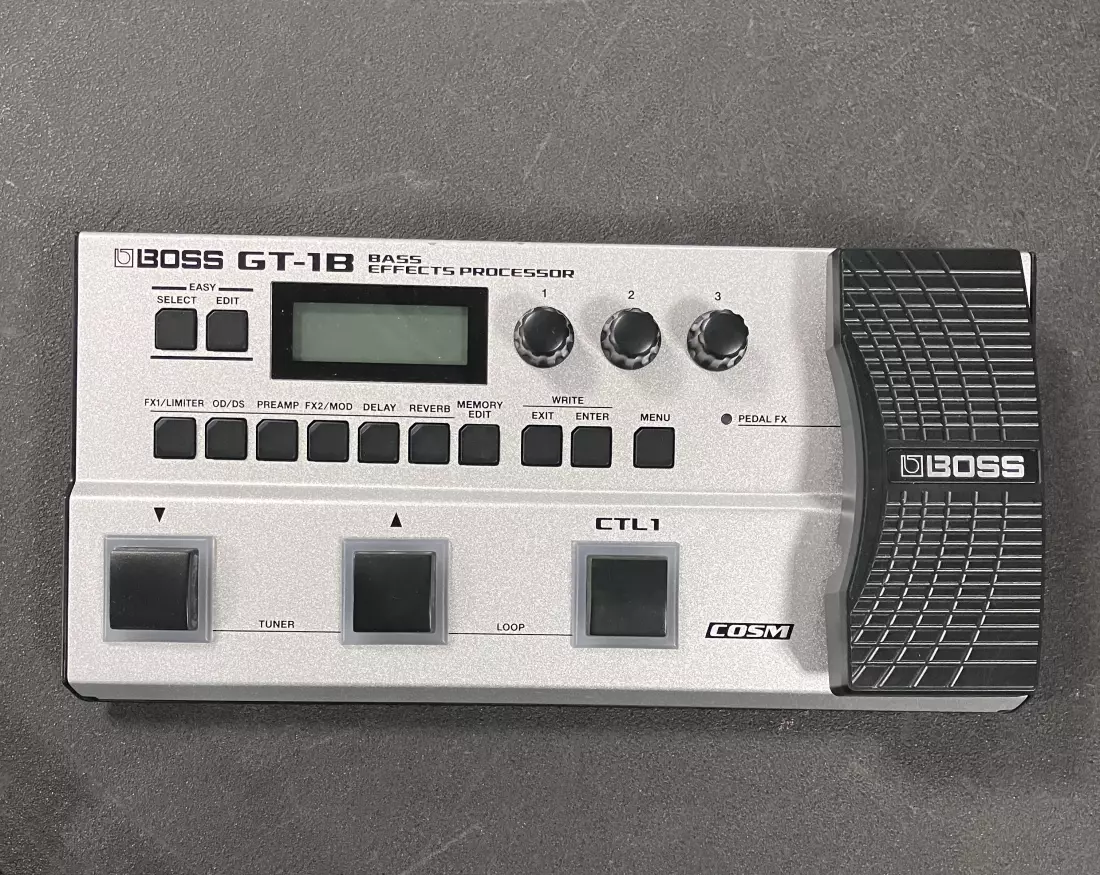 BOSS GT-1B BASS EFFECTS PROCESSOR
EASY
SELECT EDIT
1 2 3
FX1/LIMITER OD/DS PREAMP FX2/MOD DELAY REVERB MEMORY EDIT
WRITE
EXIT ENTER
MENU
PEDAL FX
BOSS
▼ ▲ CTL1
TUNER LOOP
COSM